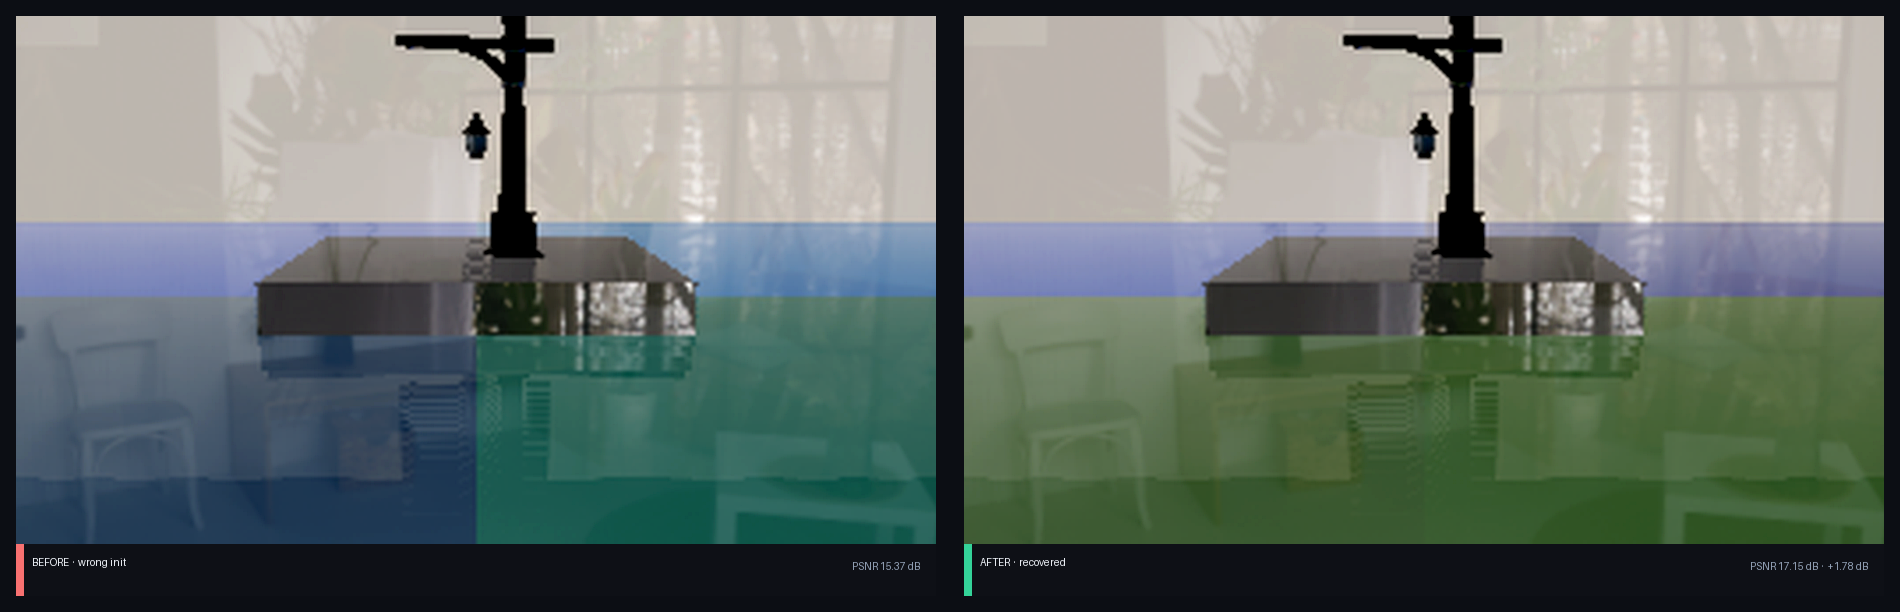 BEFORE · wrong init
PSNR 15.37 dB
AFTER · recovered
PSNR 17.15 dB · +1.78 dB